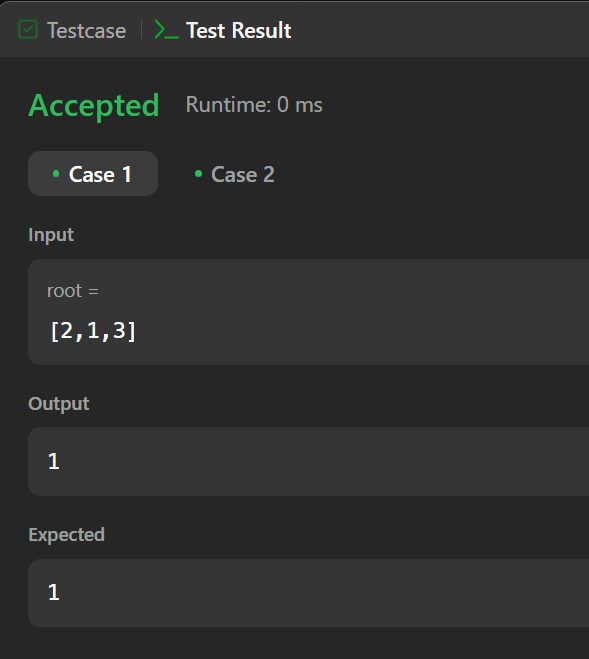 Testcase
Test Result
Accepted Runtime: 0 ms
Case 1 Case 2
Input
root =
[2,1,3]
Output
1
Expected
1